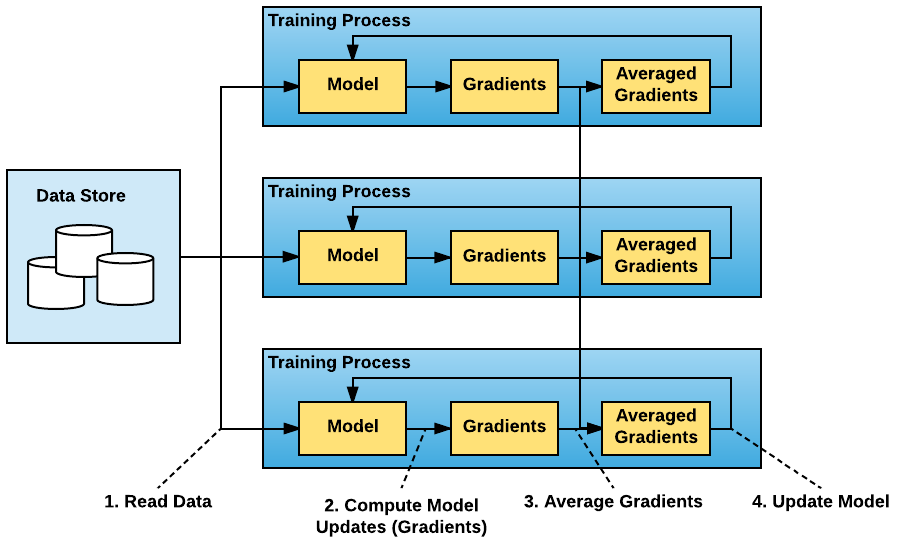 Training Process
Model
Gradients
Averaged
Gradients
Data Store
Training Process
Model
Gradients
Averaged
Gradients
Training Process
Model
Gradients
Averaged
Gradients
1. Read Data
2. Compute Model
Updates (Gradients)
3. Average Gradients
4. Update Model